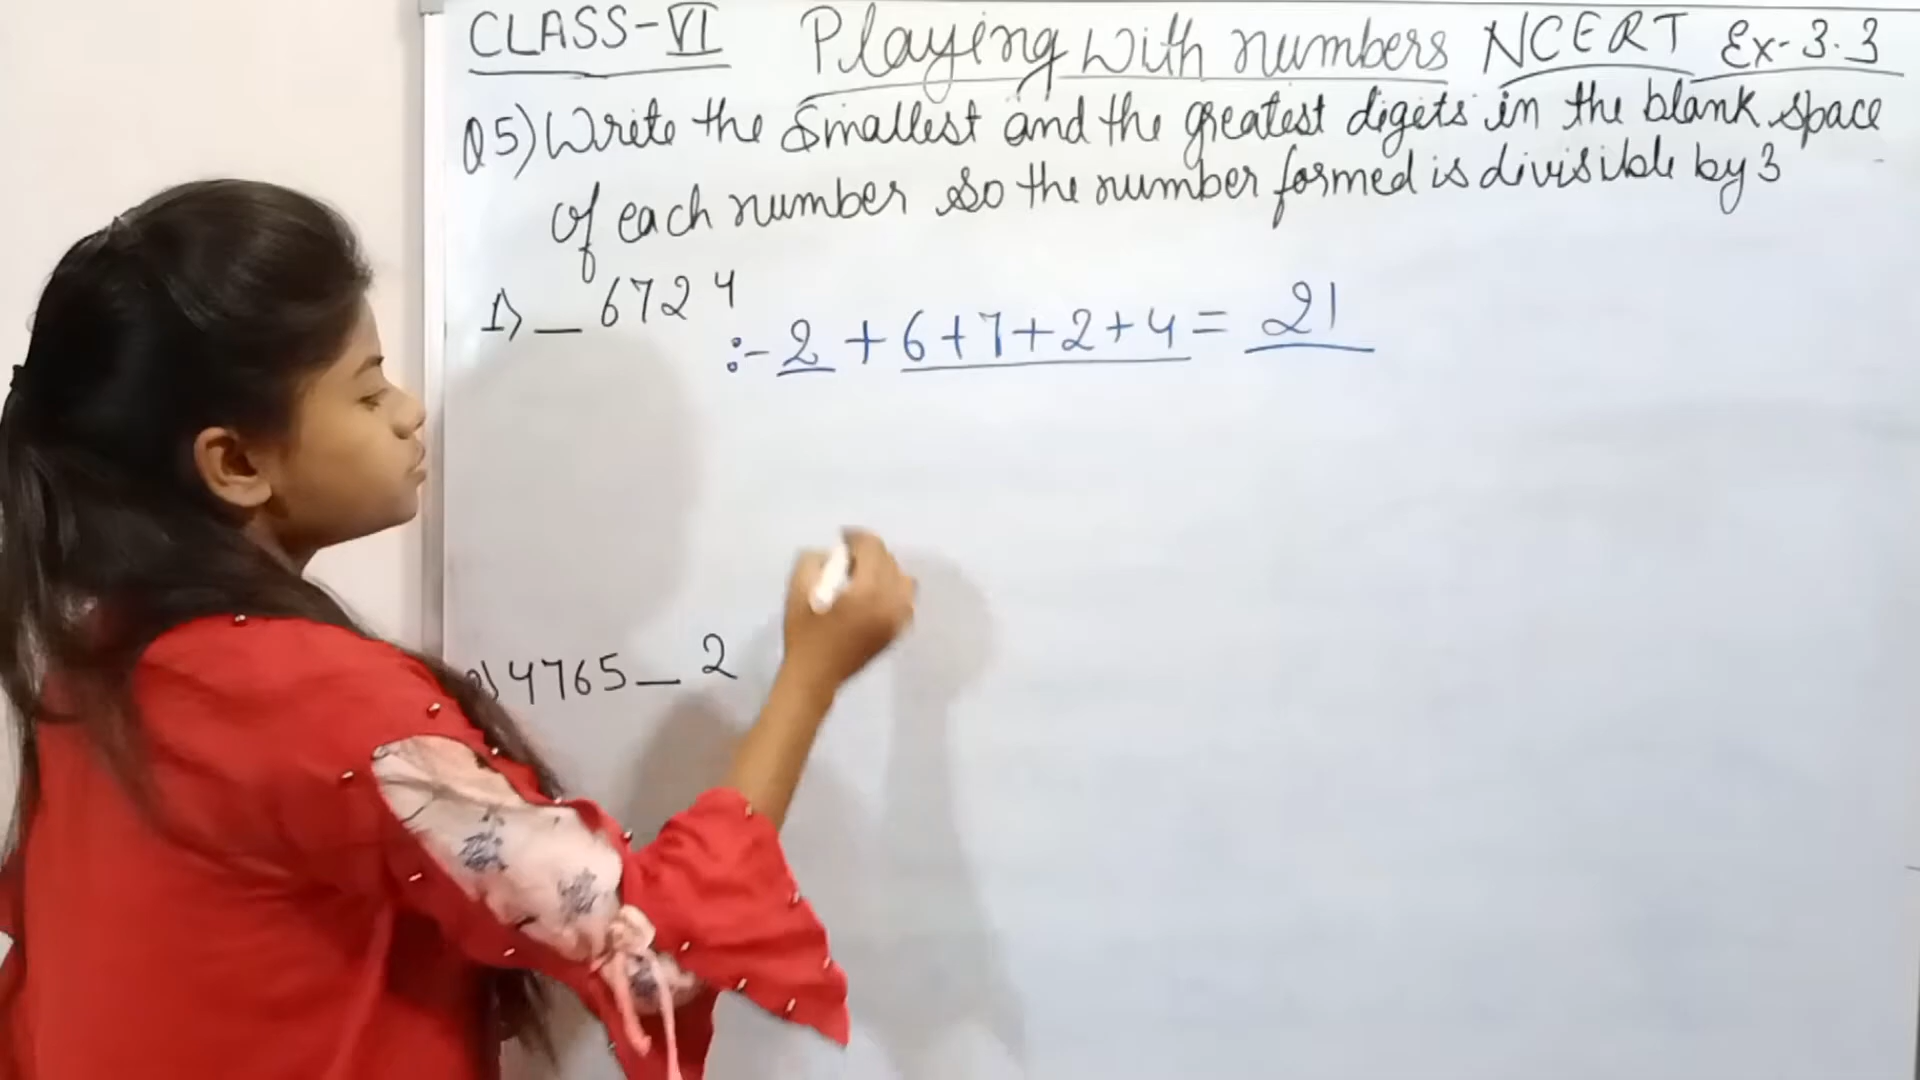 CLASS-VI Playing with numbers NCERT Ex-3.3
Q5) Write the smallest and the greatest digits in the blank space
of each number so the number formed is divisible by 3
1) _ 6724
:- 2 + 6+7+2+4 = 21
2) 4765_2